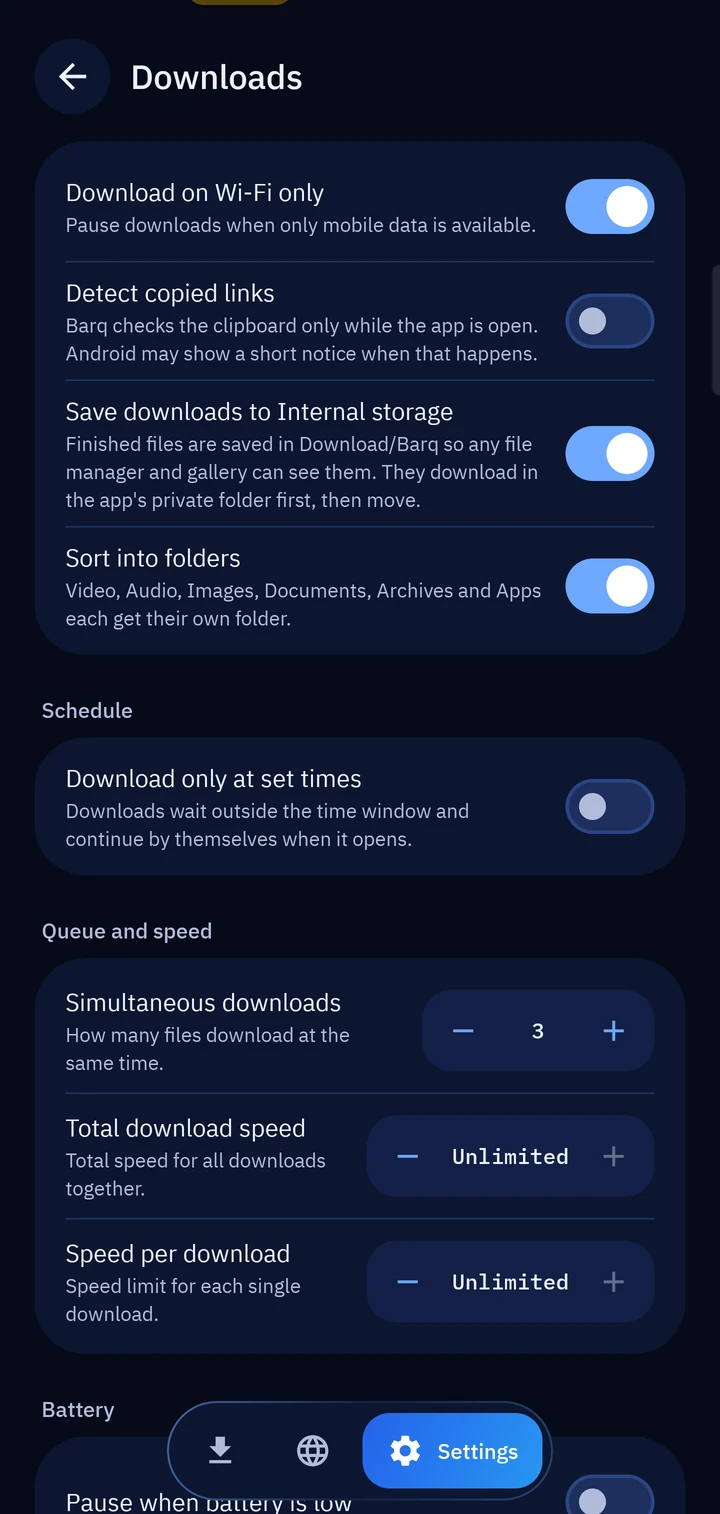 Downloads
Download on Wi-Fi only
Pause downloads when only mobile data is available.
Detect copied links
Barq checks the clipboard only while the app is open.
Android may show a short notice when that happens.
Save downloads to Internal storage
Finished files are saved in Download/Barq so any file
manager and gallery can see them. They download in
the app's private folder first, then move.
Sort into folders
Video, Audio, Images, Documents, Archives and Apps
each get their own folder.
Schedule
Download only at set times
Downloads wait outside the time window and
continue by themselves when it opens.
Queue and speed
Simultaneous downloads
How many files download at the
same time.
3
Total download speed
Total speed for all downloads
together.
Unlimited
Speed per download
Speed limit for each single
download.
Unlimited
Battery
Settings
Pause when battery is low